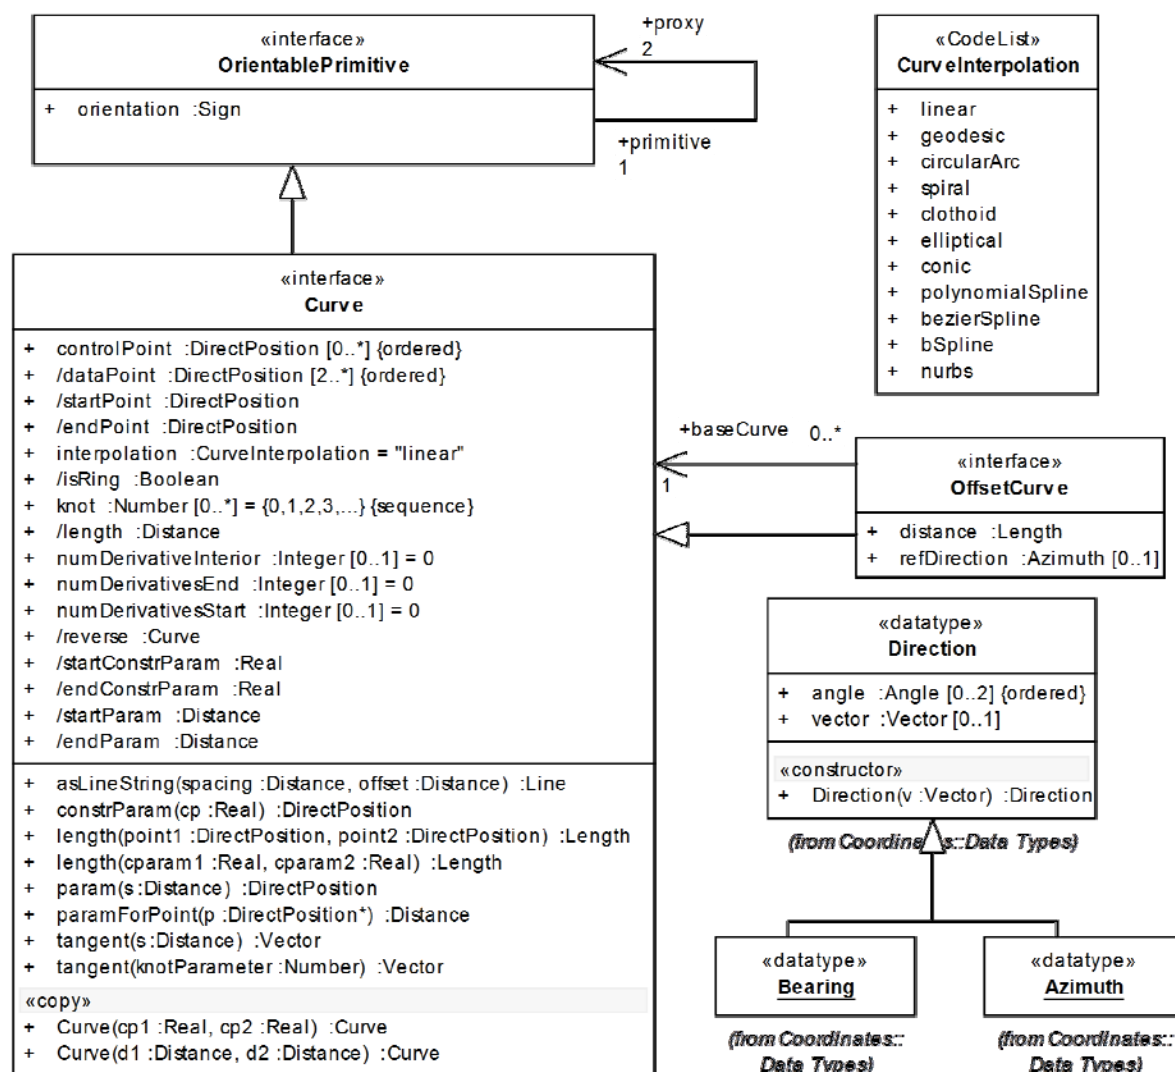 «interface»
OrientablePrimitive
+ orientation :Sign
+proxy
2
+primitive
1
«CodeList»
CurveInterpolation
+ linear
+ geodesic
+ circularArc
+ spiral
+ clothoid
+ elliptical
+ conic
+ polynomialSpline
+ bezierSpline
+ bSpline
+ nurbs
«interface»
Curve
+ controlPoint :DirectPosition [0..*] {ordered}
+ /dataPoint :DirectPosition [2..*] {ordered}
+ /startPoint :DirectPosition
+ /endPoint :DirectPosition
+ interpolation :CurveInterpolation = "linear"
+ /isRing :Boolean
+ knot :Number [0..*] = {0,1,2,3,...} {sequence}
+ /length :Distance
+ numDerivativeInterior :Integer [0..1] = 0
+ numDerivativesEnd :Integer [0..1] = 0
+ numDerivativesStart :Integer [0..1] = 0
+ /reverse :Curve
+ /startConstrParam :Real
+ /endConstrParam :Real
+ /startParam :Distance
+ /endParam :Distance
+ asLineString(spacing :Distance, offset :Distance) :Line
+ constrParam(cp :Real) :DirectPosition
+ length(point1 :DirectPosition, point2 :DirectPosition) :Length
+ length(cparam1 :Real, cparam2 :Real) :Length
+ param(s :Distance) :DirectPosition
+ paramForPoint(p :DirectPosition*) :Distance
+ tangent(s :Distance) :Vector
+ tangent(knotParameter :Number) :Vector
«copy»
+ Curve(cp1 :Real, cp2 :Real) :Curve
+ Curve(d1 :Distance, d2 :Distance) :Curve
+baseCurve 0..*
1
«interface»
OffsetCurve
+ distance :Length
+ refDirection :Azimuth [0..1]
«datatype»
Direction
+ angle :Angle [0..2] {ordered}
+ vector :Vector [0..1]
«constructor»
+ Direction(v :Vector) :Direction
(from Coordinates::Data Types)
«datatype»
Bearing
(from Coordinates::
Data Types)
«datatype»
Azimuth
(from Coordinates::
Data Types)